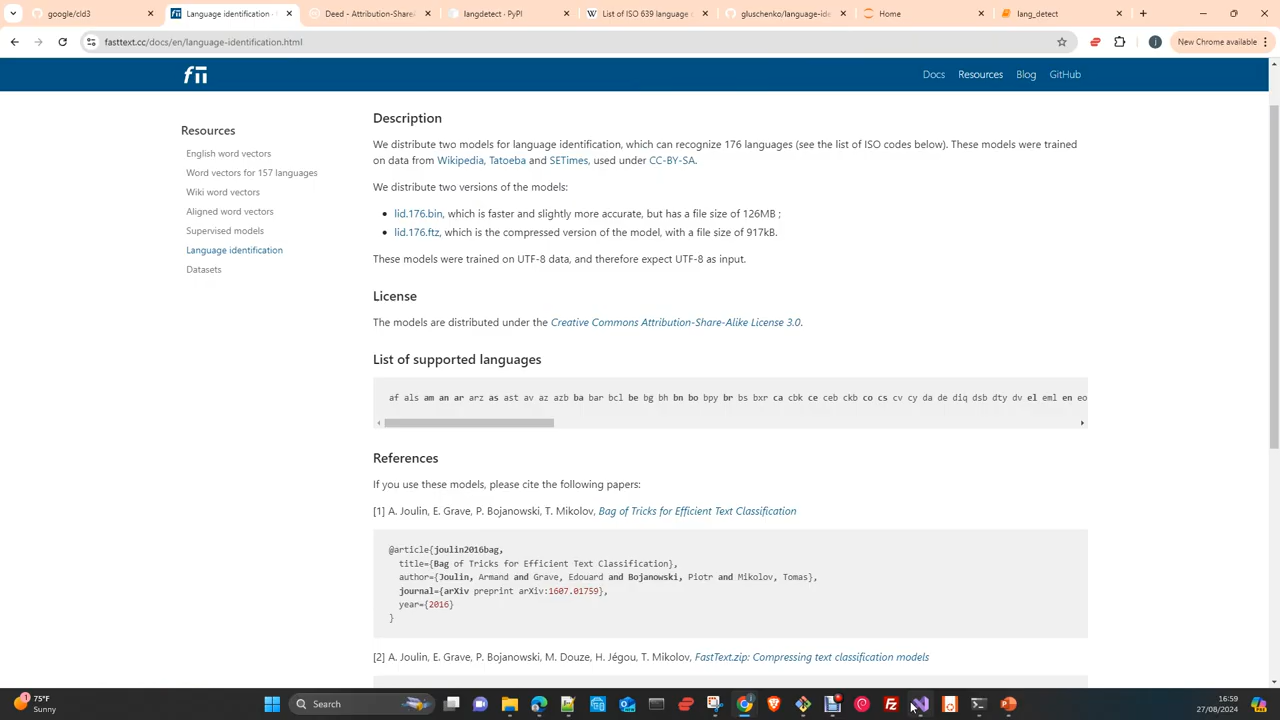 google/cld3
Language identification · f
Deed – Attribution-Share
langdetect · PyPI
List of ISO 639 language c
gluschenko/language-ide
Home
lang_detect
fasttext.cc/docs/en/language-identification.html
New Chrome available
Docs
Resources
Blog
GitHub
Resources
English word vectors
Word vectors for 157 languages
Wiki word vectors
Aligned word vectors
Supervised models
Language identification
Datasets
Description
We distribute two models for language identification, which can recognize 176 languages (see the list of ISO codes below). These models were trained
on data from Wikipedia, Tatoeba and SETimes, used under CC-BY-SA.
We distribute two versions of the models:
• lid.176.bin, which is faster and slightly more accurate, but has a file size of 126MB ;
• lid.176.ftz, which is the compressed version of the model, with a file size of 917kB.
These models were trained on UTF-8 data, and therefore expect UTF-8 as input.
License
The models are distributed under the Creative Commons Attribution-Share-Alike License 3.0.
List of supported languages
af als am an ar arz as ast av az azb ba bar bcl be bg bh bn bo bpy br bs bxr ca cbk ce ceb ckb co cs cv cy da de diq dsb dty dv el eml en eo
References
If you use these models, please cite the following papers:
[1] A. Joulin, E. Grave, P. Bojanowski, T. Mikolov, Bag of Tricks for Efficient Text Classification
@article{joulin2016bag,
title={Bag of Tricks for Efficient Text Classification},
author={Joulin, Armand and Grave, Edouard and Bojanowski, Piotr and Mikolov, Tomas},
journal={arXiv preprint arXiv:1607.01759},
year={2016}
}
[2] A. Joulin, E. Grave, P. Bojanowski, M. Douze, H. Jégou, T. Mikolov, FastText.zip: Compressing text classification models
75°F
Sunny
Search
16:59
27/08/2024